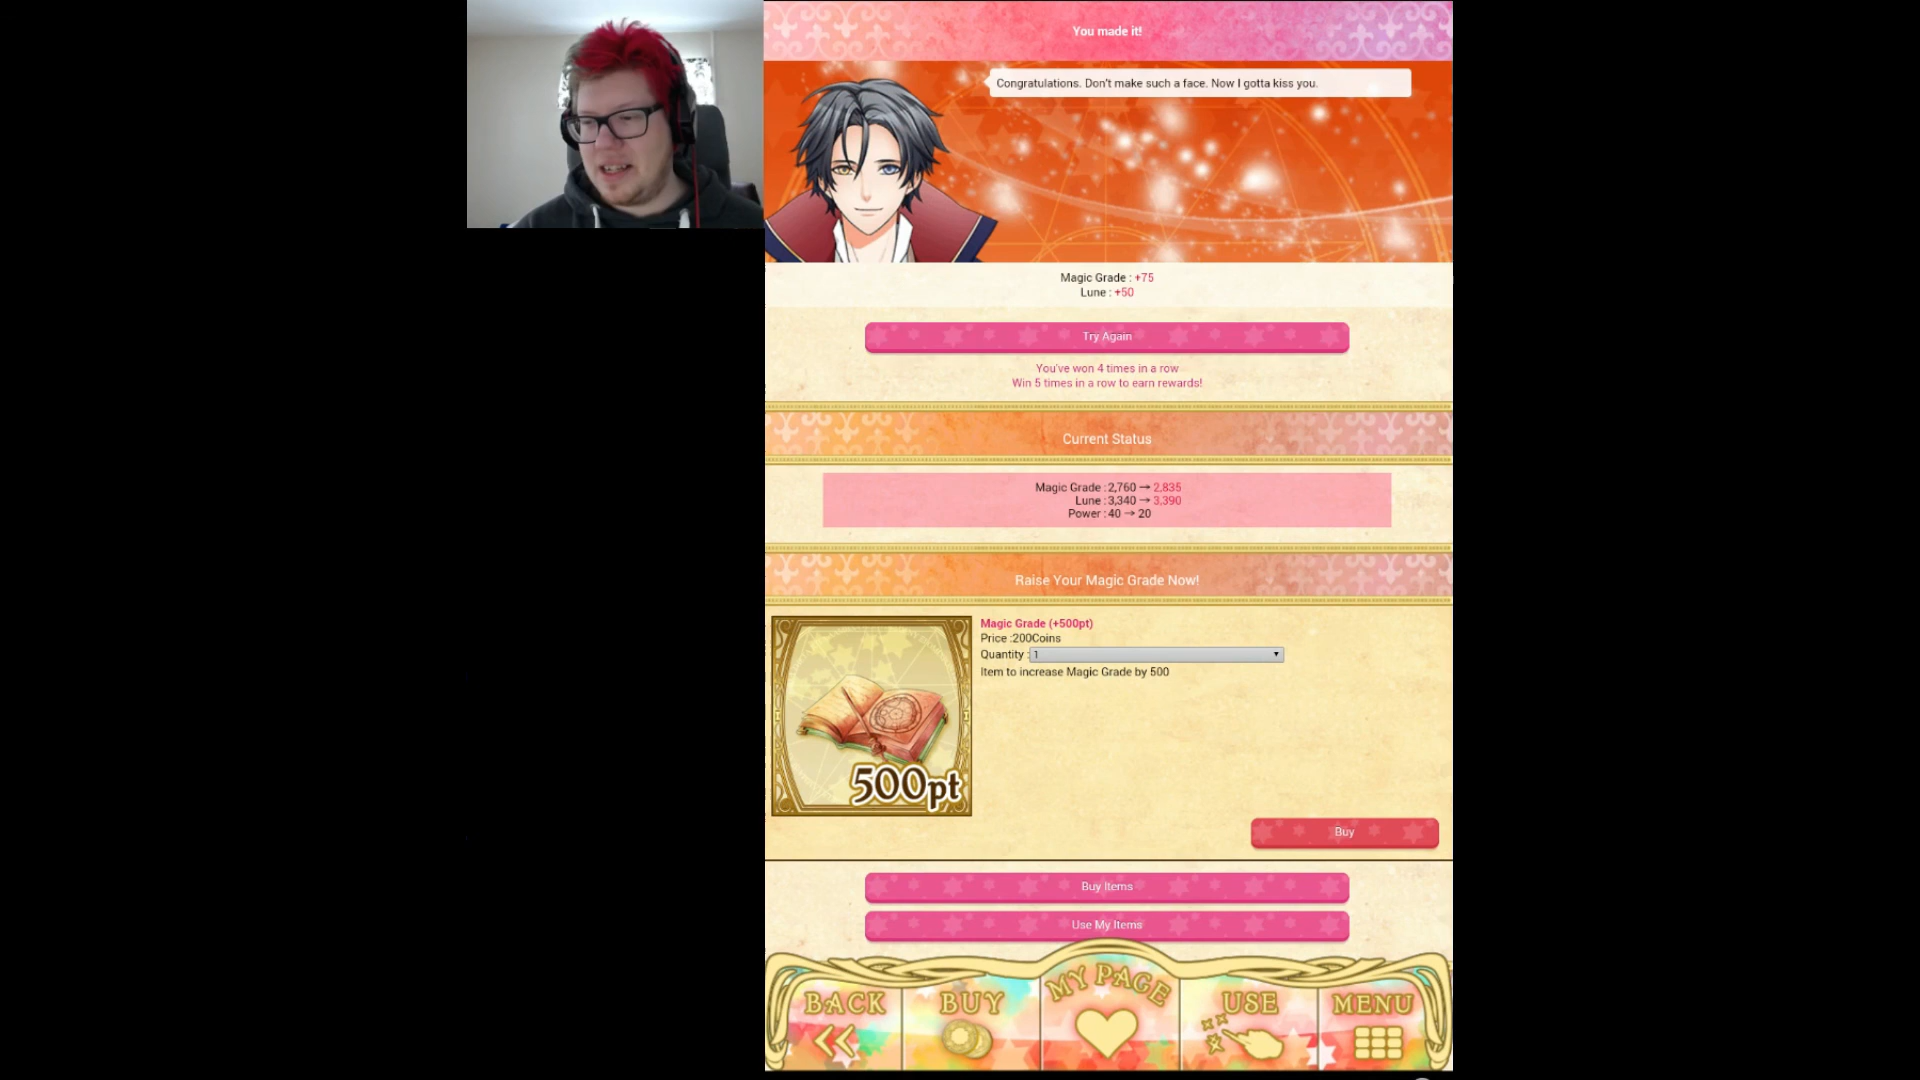 You made it!
Congratulations. Don't make such a face. Now I gotta kiss you.
Magic Grade : +75
Lune : +50
Try Again
You've won 4 times in a row
Win 5 times in a row to earn rewards!
Current Status
Magic Grade : 2,760 → 2,835
Lune : 3,340 → 3,390
Power : 40 → 20
Raise Your Magic Grade Now!
Magic Grade (+500pt)
Price :200Coins
Quantity : 1
Item to increase Magic Grade by 500
500pt
Buy
Buy Items
Use My Items
BACK BUY MY PAGE USE MENU